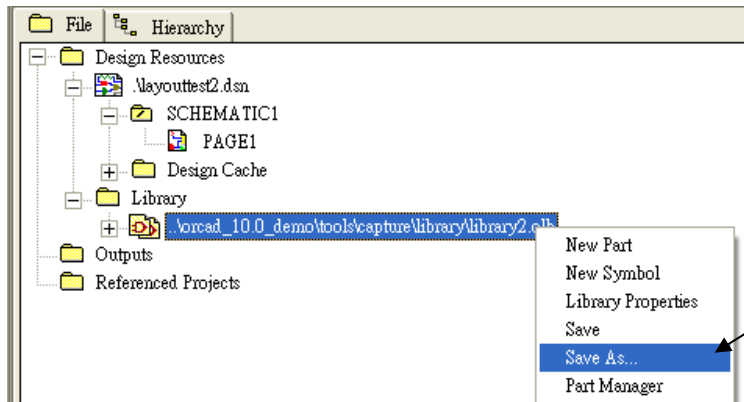 File Hierarchy
Design Resources
.\layouttest2.dsn
SCHEMATIC1
PAGE1
Design Cache
Library
..\orcad_10.0_demo\tools\capture\library\library2.olb
Outputs
Referenced Projects
New Part
New Symbol
Library Properties
Save
Save As...
Part Manager